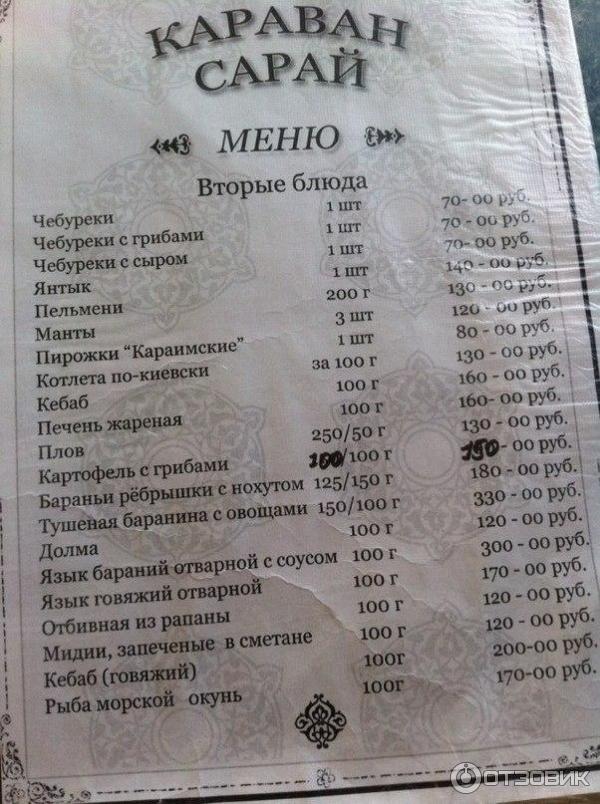 КАРАВАН
САРАЙ
МЕНЮ
Вторые блюда
Чебуреки 1 шт 70- 00 руб.
Чебуреки с грибами 1 шт 70 - 00 руб.
Чебуреки с сыром 1 шт 70- 00 руб.
Янтык 1 шт 140 - 00 руб.
Пельмени 200 г 130 - 00 руб.
Манты 3 шт 120 - 00 руб.
Пирожки “Караимские” 1 шт 80 - 00 руб.
Котлета по-киевски за 100 г 130 - 00 руб.
Кебаб 100 г 160 - 00 руб.
Печень жареная 100 г 160- 00 руб.
Плов 250/50 г 130 - 00 руб.
Картофель с грибами 100/100 г 150- 00 руб.
Бараньи рёбрышки с нохутом 125/150 г 180 - 00 руб.
Тушеная баранина с овощами 150/100 г 330 - 00 руб.
Долма 100 г 120 - 00 руб.
Язык бараний отварной с соусом 100 г 300 - 00 руб.
Язык говяжий отварной 100 г 170 - 00 руб.
Отбивная из рапаны 100 г 120 - 00 руб.
Мидии, запеченые в сметане 100 г 120 - 00 руб.
Кебаб (говяжий) 100г 200-00 руб.
Рыба морской окунь 100г 170-00 руб.
ОТЗОВИК